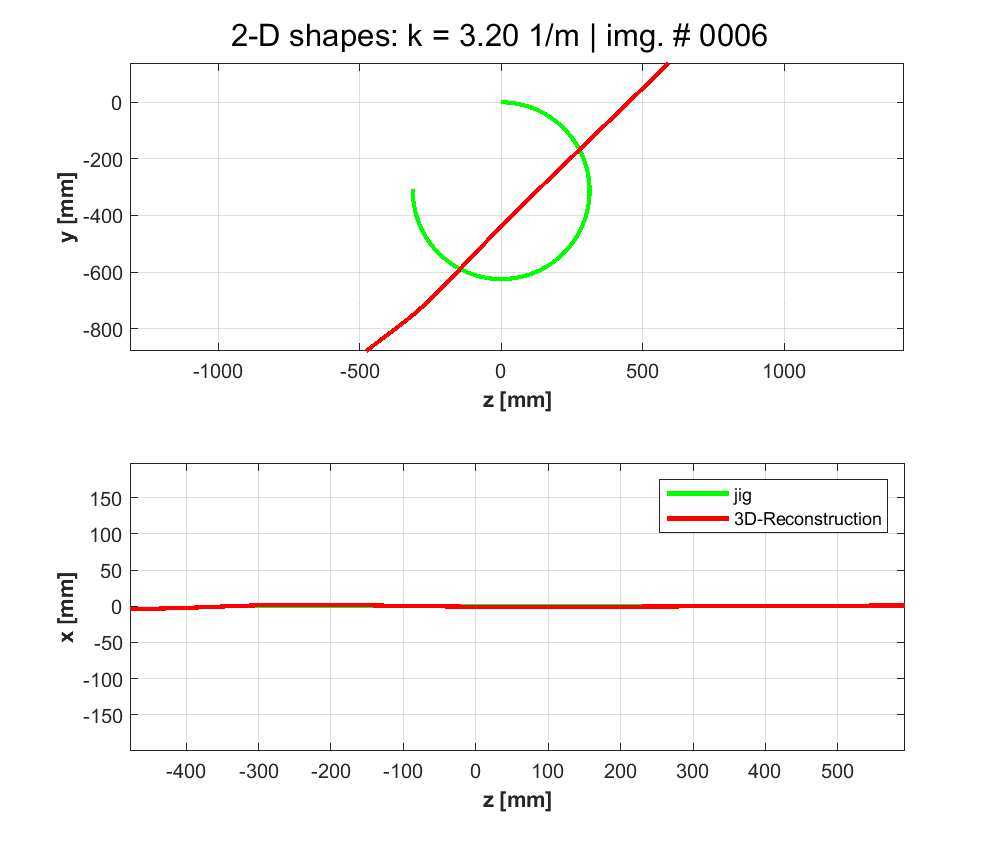 2-D shapes: k = 3.20 1/m | img. # 0006
0
-200
-400
-600
-800
y [mm]
-1000 -500 0 500 1000
z [mm]
150
100
50
0
-50
-100
-150
x [mm]
jig
3D-Reconstruction
-400 -300 -200 -100 0 100 200 300 400 500
z [mm]